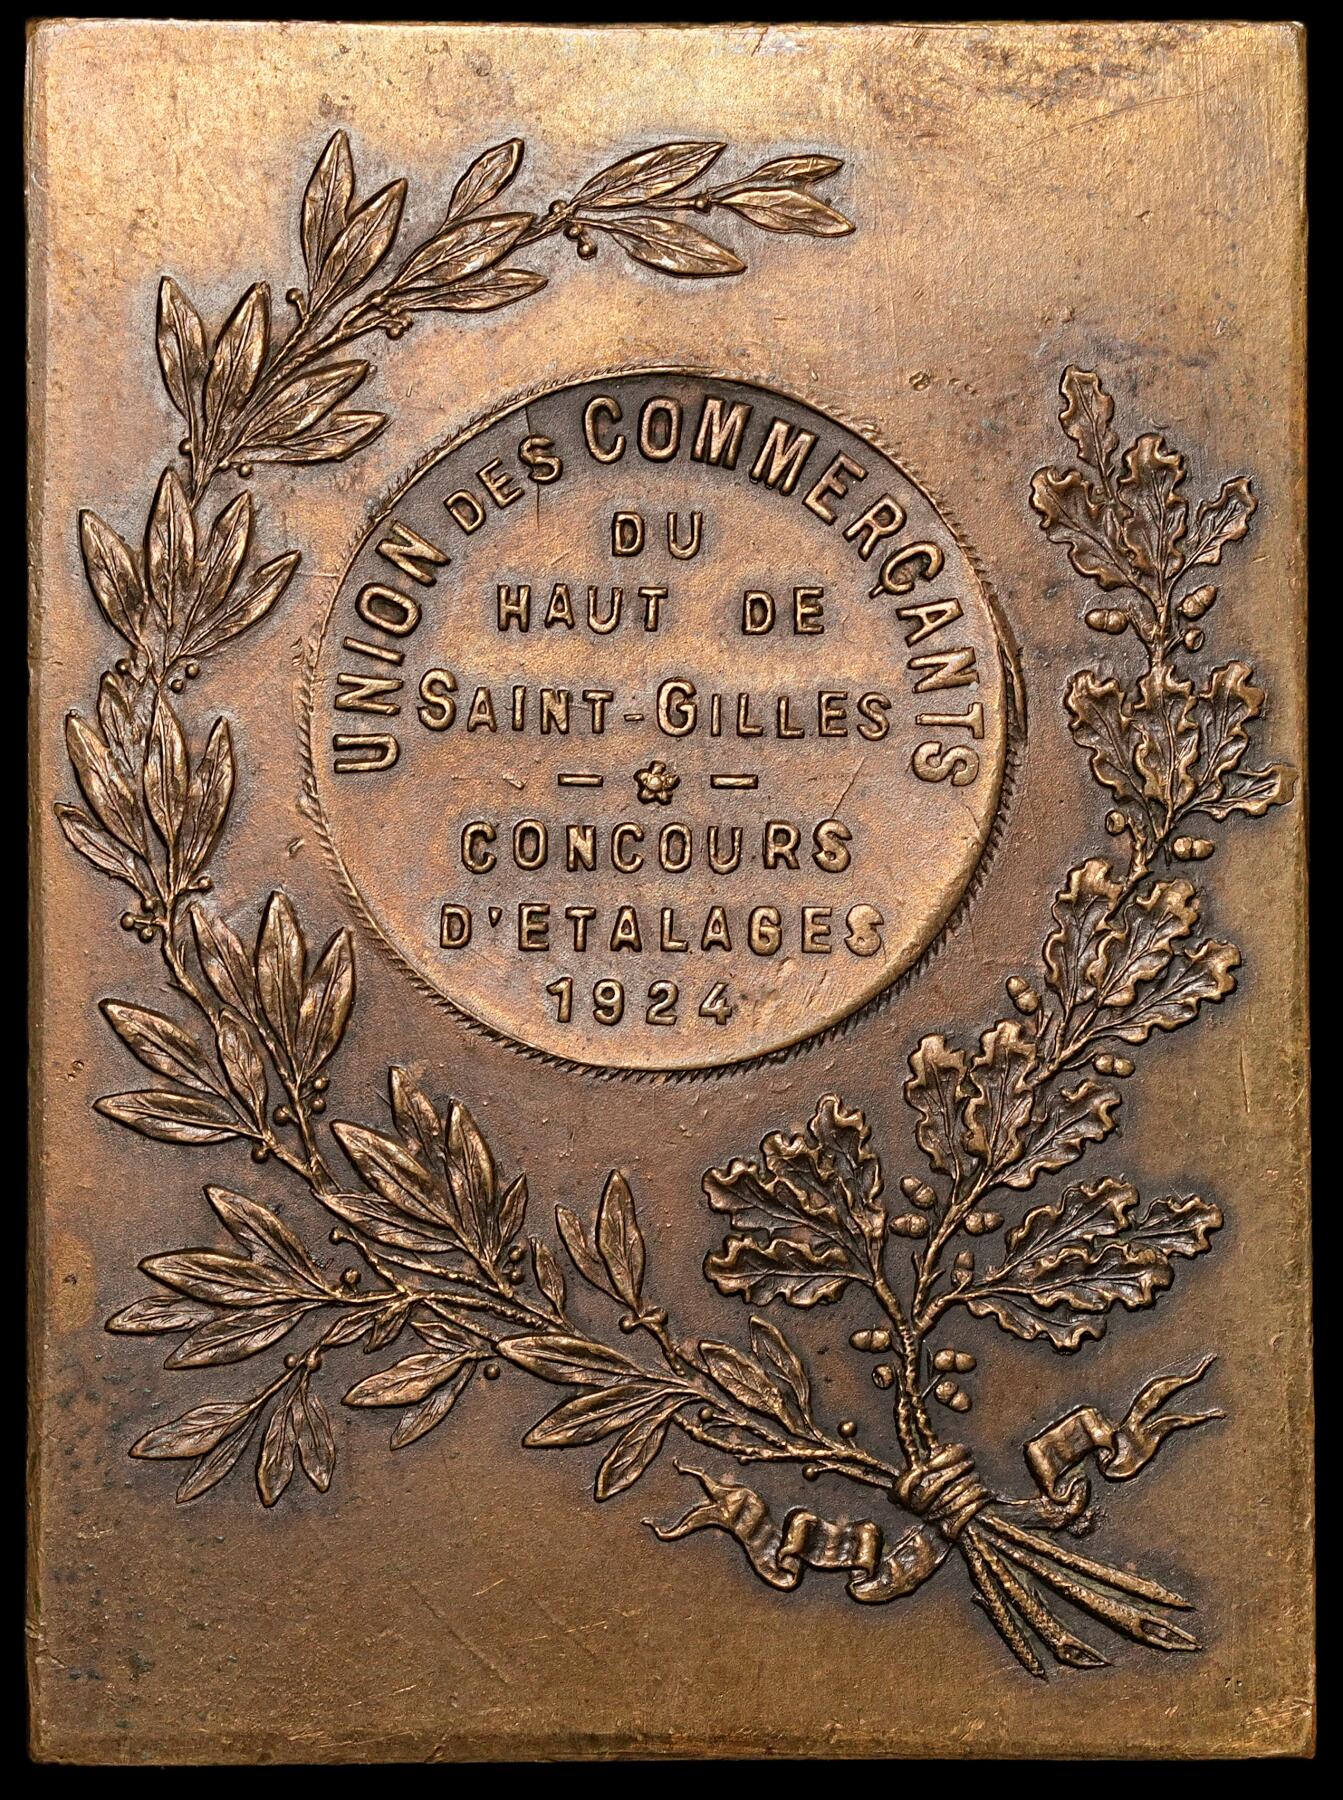 UNION DES COMMERÇANTS
DU
HAUT DE
SAINT-GILLES
CONCOURS
D'ETALAGES
1924